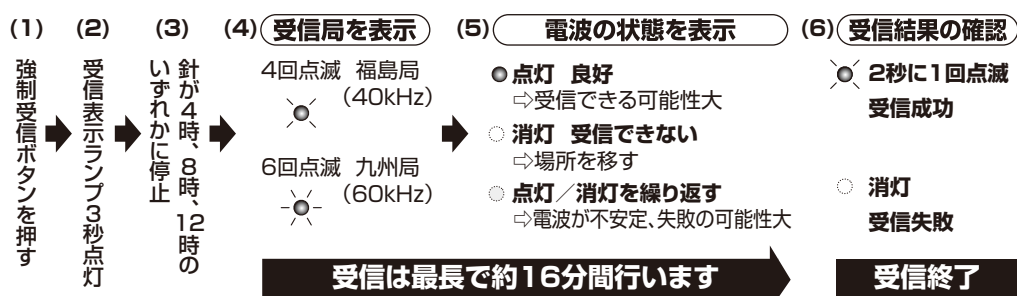 (1)
強制受信ボタンを押す
(2)
受信表示ランプ3秒点灯
(3)
針が4時、8時、12時の
いずれかに停止
(4) 受信局を表示
4回点滅 福島局
(40kHz)
6回点滅 九州局
(60kHz)
(5) 電波の状態を表示
点灯 良好
⇨受信できる可能性大
消灯 受信できない
⇨場所を移す
点灯／消灯を繰り返す
⇨電波が不安定、失敗の可能性大
受信は最長で約16分間行います
(6) 受信結果の確認
2秒に1回点滅
受信成功
消灯
受信失敗
受信終了